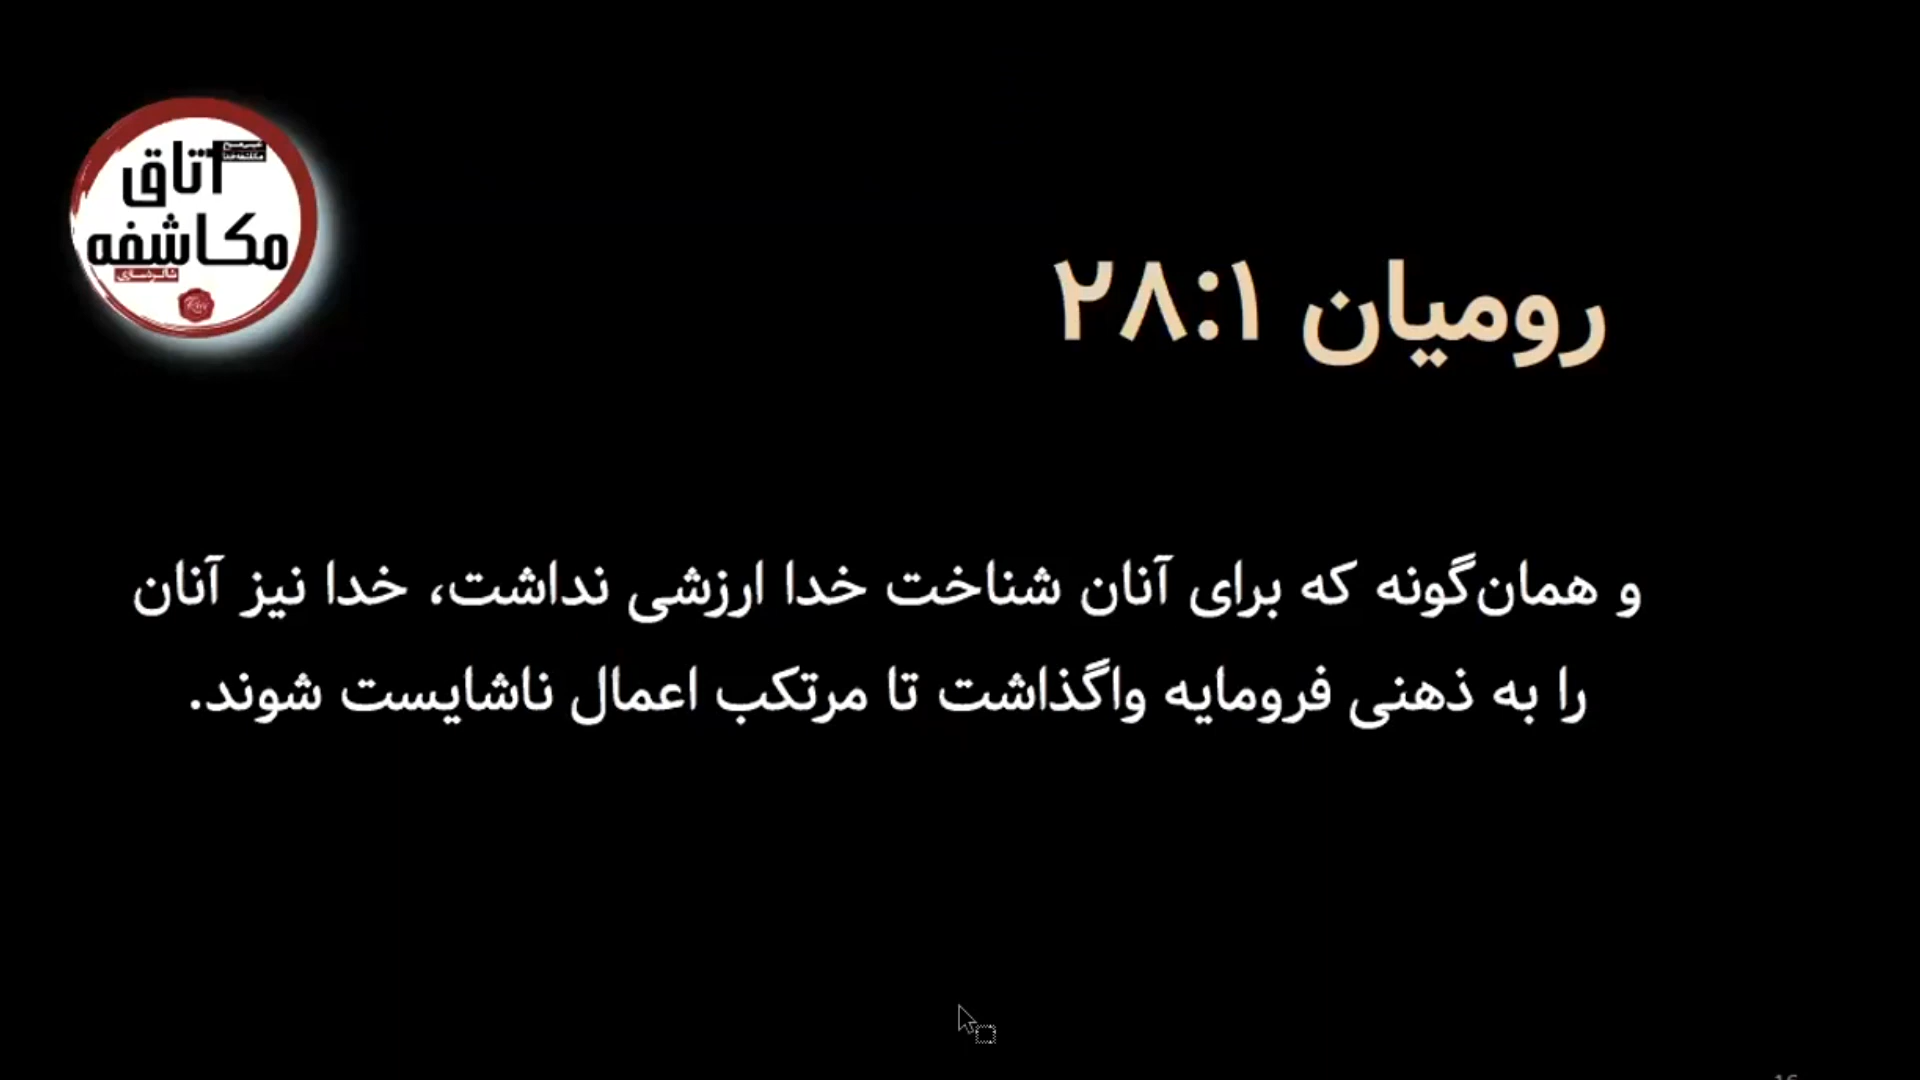 اتاق
مکاشفه
شاگردسازی
رومیان ۲۸:۱
و همان‌گونه که برای آنان شناخت خدا ارزشی نداشت، خدا نیز آنان
را به ذهنی فرومایه واگذاشت تا مرتکب اعمال ناشایست شوند.